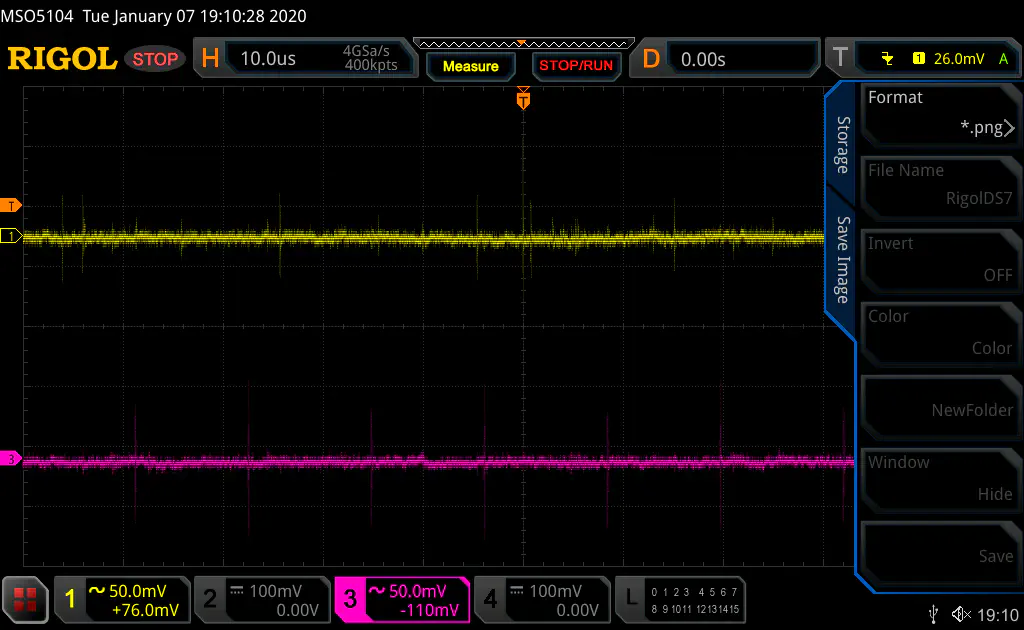 MSO5104 Tue January 07 19:10:28 2020
RIGOL STOP H 10.0us 4GSa/s 400kpts Measure STOP/RUN D 0.00s T 1 26.0mV A
T
Format
*.png
Storage
File Name
RigolDS7
T
1
Save Image
Invert
OFF
Color
Color
NewFolder
3
Window
Hide
Save
1 50.0mV +76.0mV
2 100mV 0.00V
3 50.0mV -110mV
4 100mV 0.00V
L 0 1 2 3 4 5 6 7
8 9 10 11 12 13 14 15
19:10